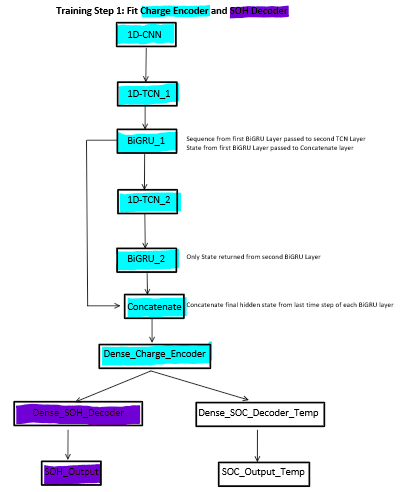 Training Step 1: Fit Charge Encoder and SOH Decoder
1D-CNN
1D-TCN_1
BiGRU_1
Sequence from first BiGRU Layer passed to second TCN Layer
State from first BiGRU Layer passed to Concatenate layer
1D-TCN_2
BiGRU_2
Only State returned from second BiGRU Layer
Concatenate
Concatenate final hidden state from last time step of each BiGRU layer
Dense_Charge_Encoder
Dense_SOH_Decoder
Dense_SOC_Decoder_Temp
SOH_Output
SOC_Output_Temp